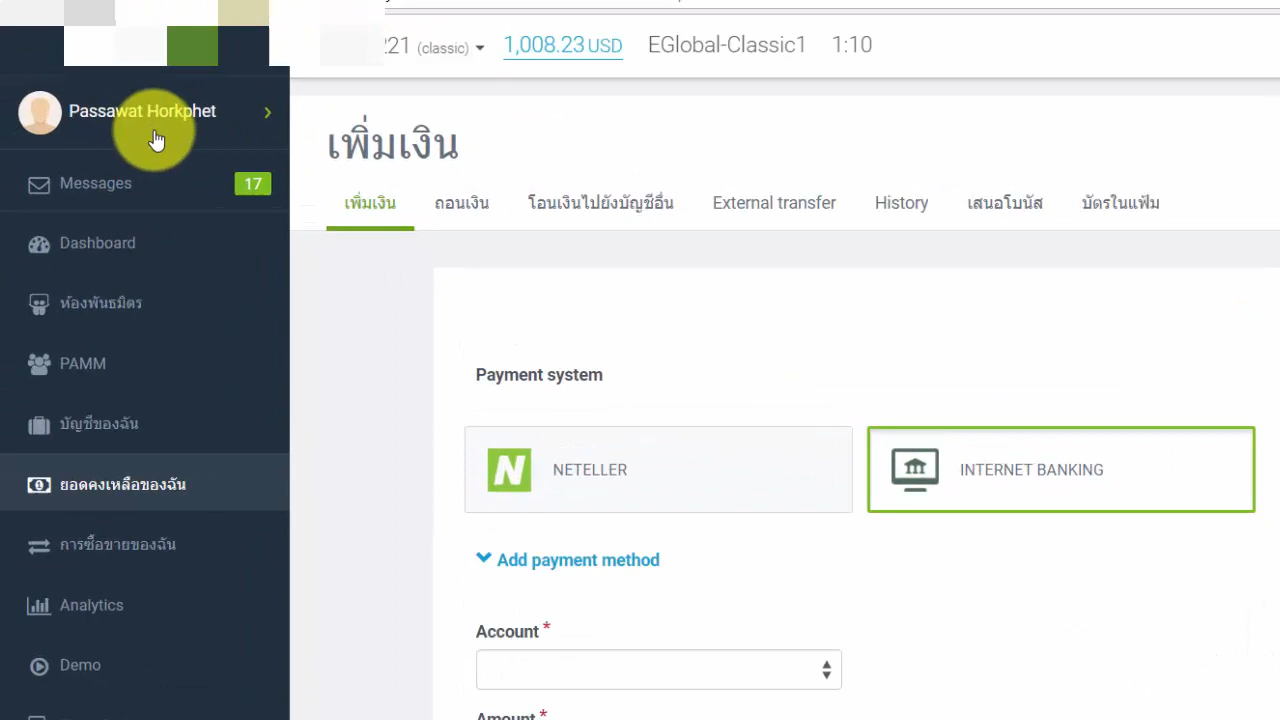 221 (classic) 1,008.23 USD EGlobal-Classic1 1:10
Passawat Horkphet
Messages 17
Dashboard
ห้องพันธมิตร
PAMM
บัญชีของฉัน
ยอดคงเหลือของฉัน
การซื้อขายของฉัน
Analytics
Demo
เพิ่มเงิน
เพิ่มเงิน ถอนเงิน โอนเงินไปยังบัญชีอื่น External transfer History เสนอโบนัส บัตรในแฟ้ม
Payment system
NETELLER INTERNET BANKING
Add payment method
Account *
Amount *